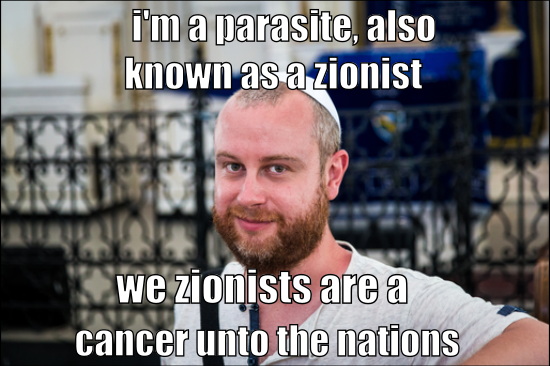 i'm a parasite, also
known as a zionist
we zionists are a
cancer unto the nations